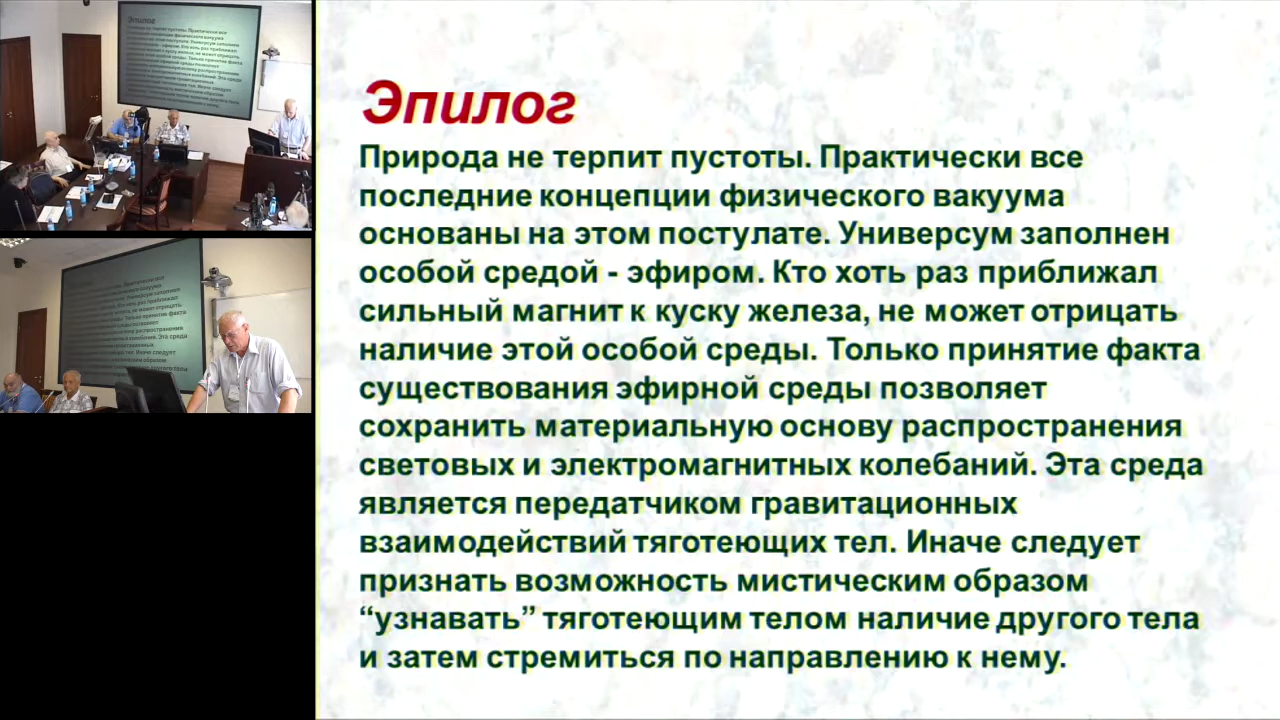 Эпилог
Природа не терпит пустоты. Практически все
последние концепции физического вакуума
основаны на этом постулате. Универсум заполнен
особой средой - эфиром. Кто хоть раз приближал
сильный магнит к куску железа, не может отрицать
наличие этой особой среды. Только принятие факта
существования эфирной среды позволяет
сохранить материальную основу распространения
световых и электромагнитных колебаний. Эта среда
является передатчиком гравитационных
взаимодействий тяготеющих тел. Иначе следует
признать возможность мистическим образом
“узнавать” тяготеющим телом наличие другого тела
и затем стремиться по направлению к нему.